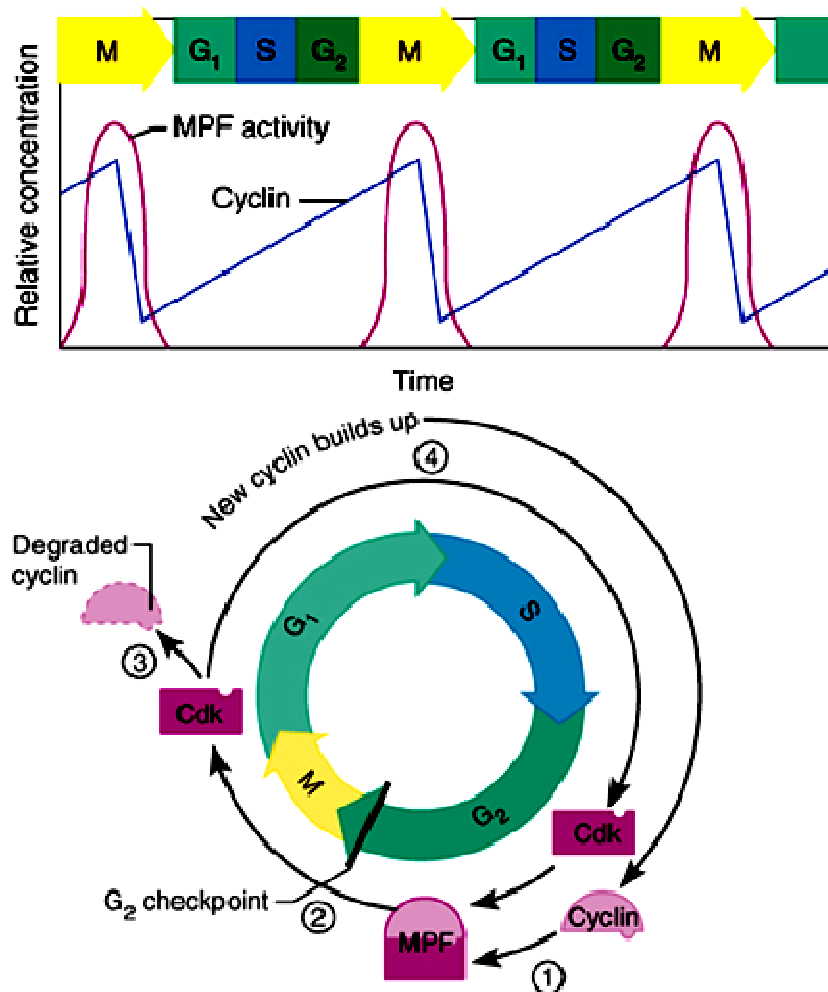 M G₁ S G₂ M G₁ S G₂ M
Relative concentration
MPF activity
Cyclin
Time
New cyclin builds up
④
Degraded
cyclin
③
G₁
S
Cdk
M
G₂
Cdk
G₂ checkpoint
②
MPF
Cyclin
①